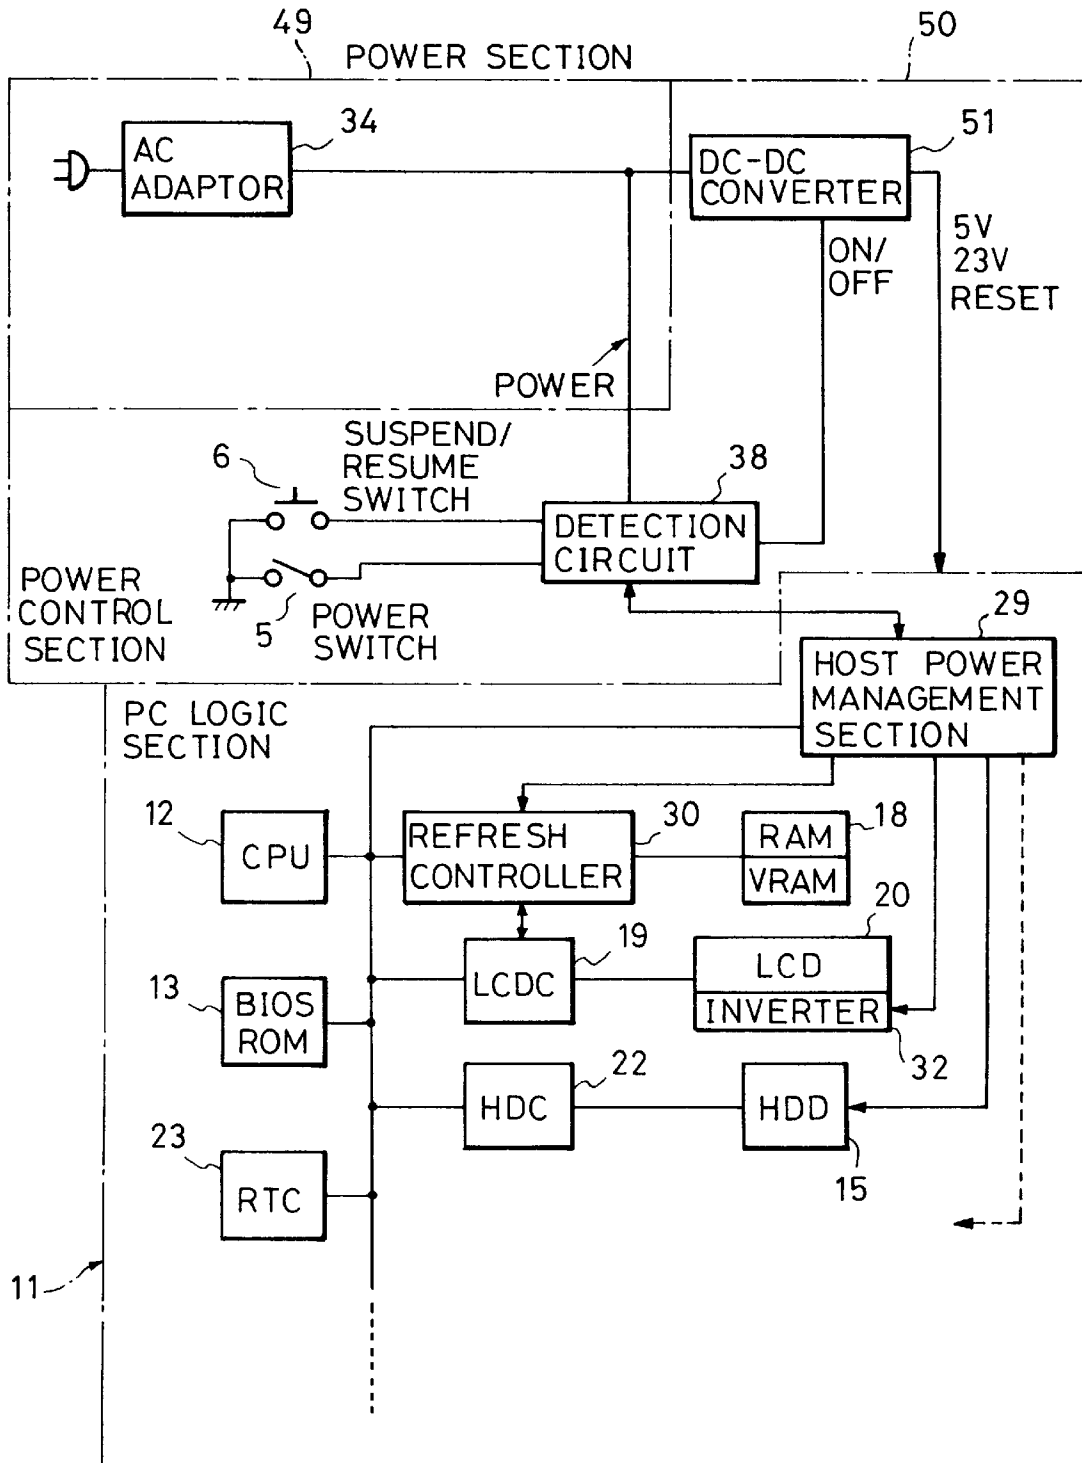 49
POWER SECTION
50
34
AC
ADAPTOR
51
DC-DC
CONVERTER
ON/
OFF
5V
23V
RESET
POWER
6
SUSPEND/
RESUME
SWITCH
38
DETECTION
CIRCUIT
POWER
CONTROL
SECTION
5
POWER
SWITCH
29
HOST POWER
MANAGEMENT
SECTION
PC LOGIC
SECTION
12
CPU
REFRESH
CONTROLLER
30
RAM
VRAM
18
19
LCDC
20
LCD
INVERTER
32
13
BIOS
ROM
22
HDC
HDD
15
23
RTC
11